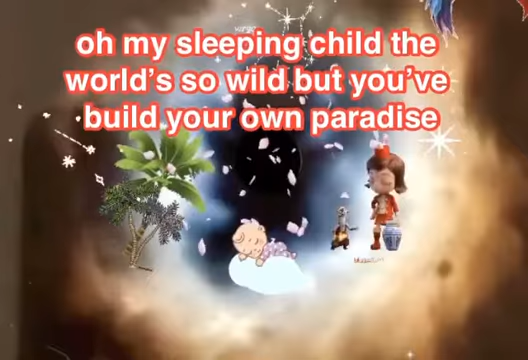 oh my sleeping child the
world's so wild but you've
build your own paradise